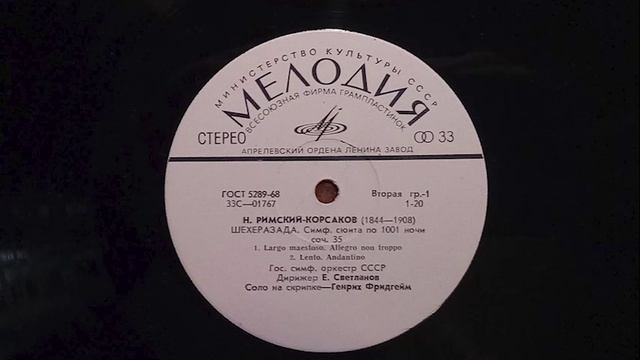 МИНИСТЕРСТВО КУЛЬТУРЫ СССР
МЕЛОДИЯ
ВСЕСОЮЗНАЯ ФИРМА ГРАМПЛАСТИНОК
СТЕРЕО 33
АПРЕЛЕВСКИЙ ОРДЕНА ЛЕНИНА ЗАВОД
ГОСТ 5289-68 Вторая гр.-1
33С—01767 1-20
Н. РИМСКИЙ-КОРСАКОВ (1844—1908)
ШЕХЕРАЗАДА. Симф. сюита по 1001 ночи
соч. 35
1. Largo maestoso. Allegro non troppo
2. Lento. Andantino
Гос. симф. оркестр СССР
Дирижер Е. Светланов
Соло на скрипке—Генрих Фридгейм